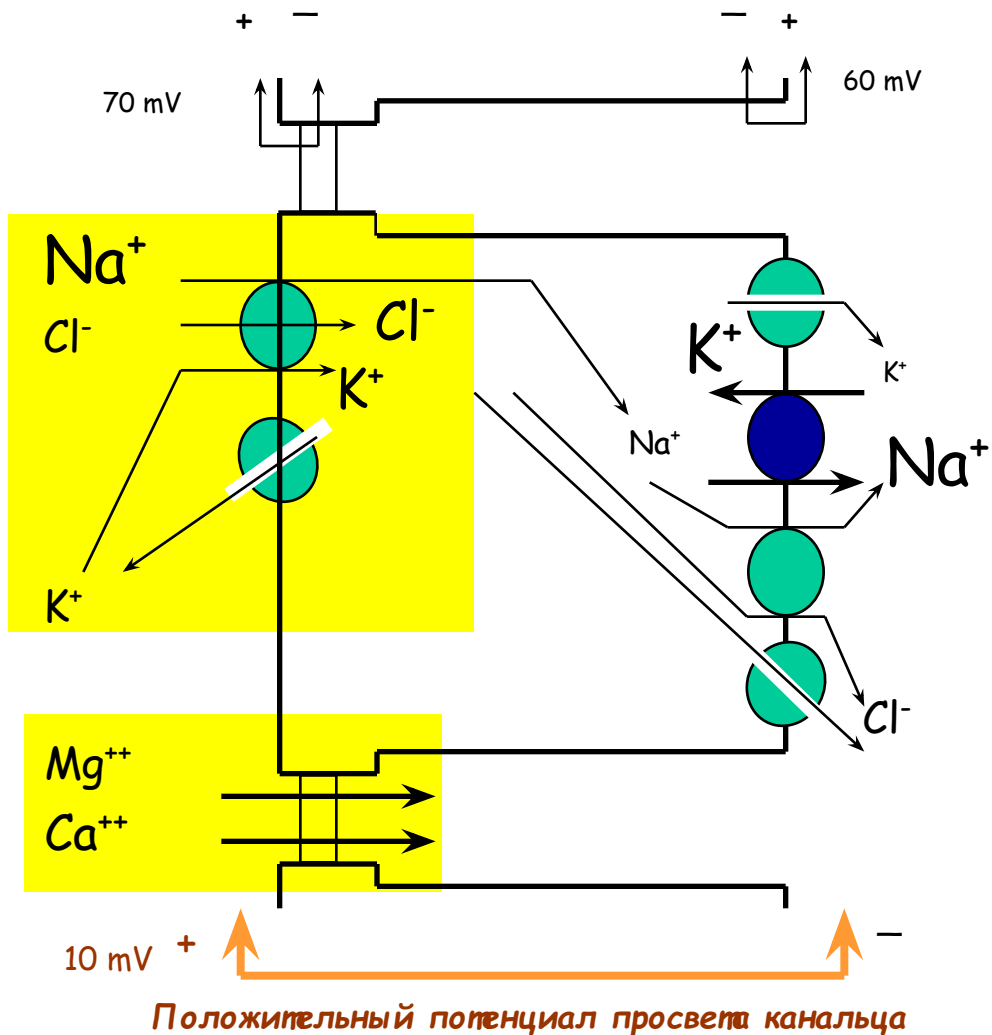 + − − +
70 mV 60 mV
Na⁺
Cl⁻ Cl⁻
K⁺
K⁺
K⁺
K⁺
Na⁺
Na⁺
Cl⁻
Mg⁺⁺
Ca⁺⁺
10 mV + −
Положительный потенциал просвета канальца